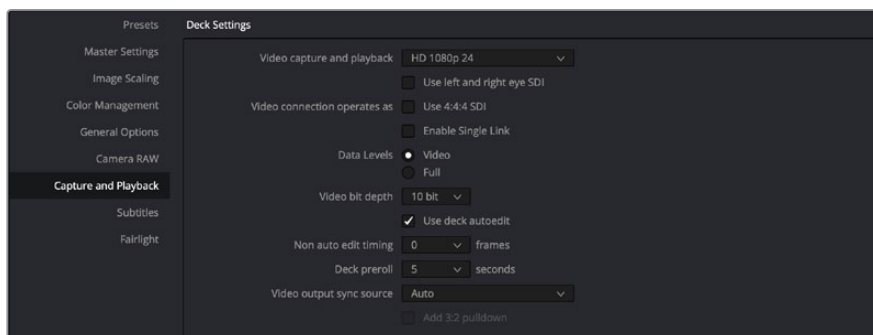 Presets
Master Settings
Image Scaling
Color Management
General Options
Camera RAW
Capture and Playback
Subtitles
Fairlight
Deck Settings
Video capture and playback HD 1080p 24
Use left and right eye SDI
Video connection operates as Use 4:4:4 SDI
Enable Single Link
Data Levels Video
Full
Video bit depth 10 bit
Use deck autoedit
Non auto edit timing 0 frames
Deck preroll 5 seconds
Video output sync source Auto
Add 3:2 pulldown